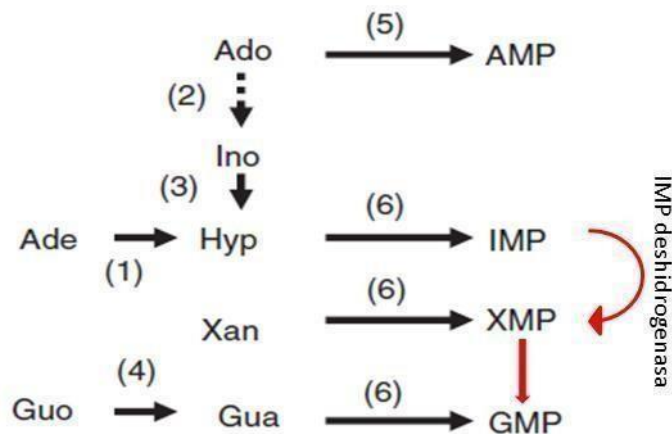 (5)
Ado AMP
(2)
Ino
(3)
(6)
Ade Hyp IMP
(1)
(6)
Xan XMP
(4)
(6)
Guo Gua GMP
IMP deshidrogenasa